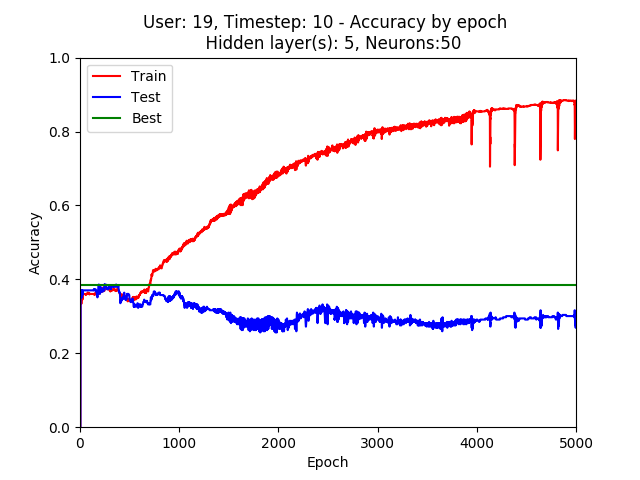 User: 19, Timestep: 10 - Accuracy by epoch
Hidden layer(s): 5, Neurons:50
1.0
Train
Test
Best
0.8
0.6
Accuracy
0.4
0.2
0.0
0 1000 2000 3000 4000 5000
Epoch